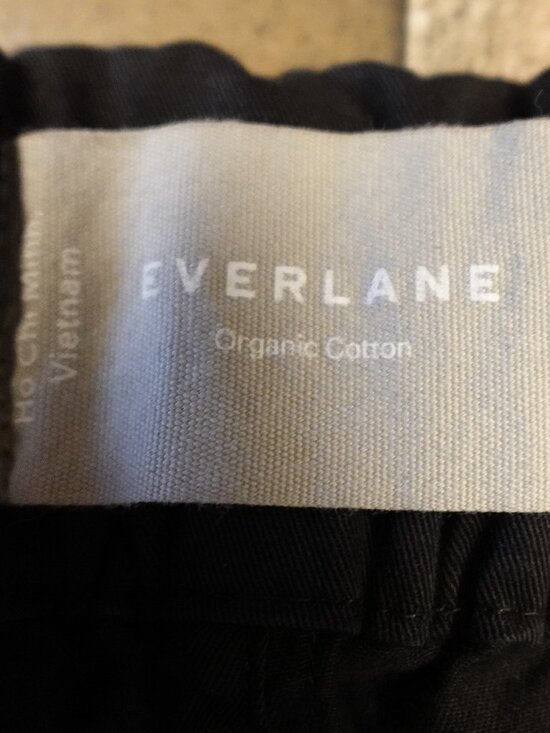 EVERLANE
Organic Cotton
Ho Chi Minh,
Vietnam